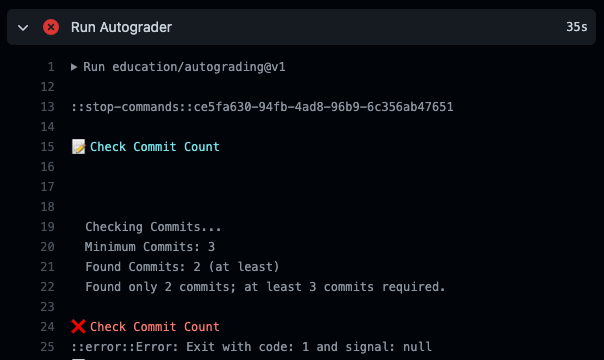 Run Autograder 35s
1 Run education/autograding@v1
12
13 ::stop-commands::ce5fa630-94fb-4ad8-96b9-6c356ab47651
14
15 📝 Check Commit Count
16
17
18
19 Checking Commits...
20 Minimum Commits: 3
21 Found Commits: 2 (at least)
22 Found only 2 commits; at least 3 commits required.
23
24 ❌ Check Commit Count
25 ::error::Error: Exit with code: 1 and signal: null